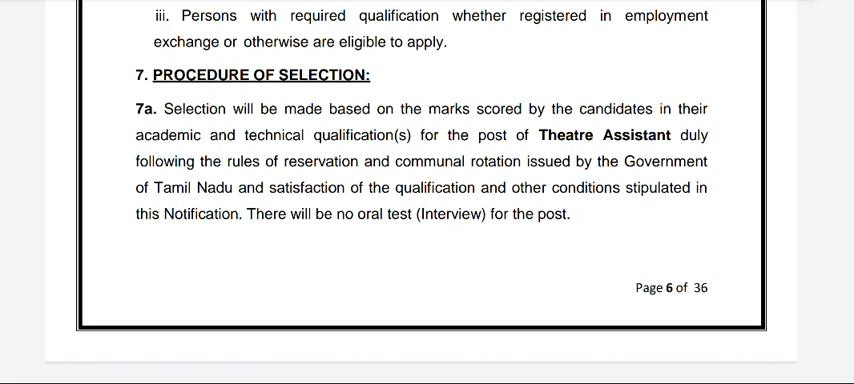 iii. Persons with required qualification whether registered in employment
exchange or otherwise are eligible to apply.
7. PROCEDURE OF SELECTION:
7a. Selection will be made based on the marks scored by the candidates in their
academic and technical qualification(s) for the post of Theatre Assistant duly
following the rules of reservation and communal rotation issued by the Government
of Tamil Nadu and satisfaction of the qualification and other conditions stipulated in
this Notification. There will be no oral test (Interview) for the post.
Page 6 of 36